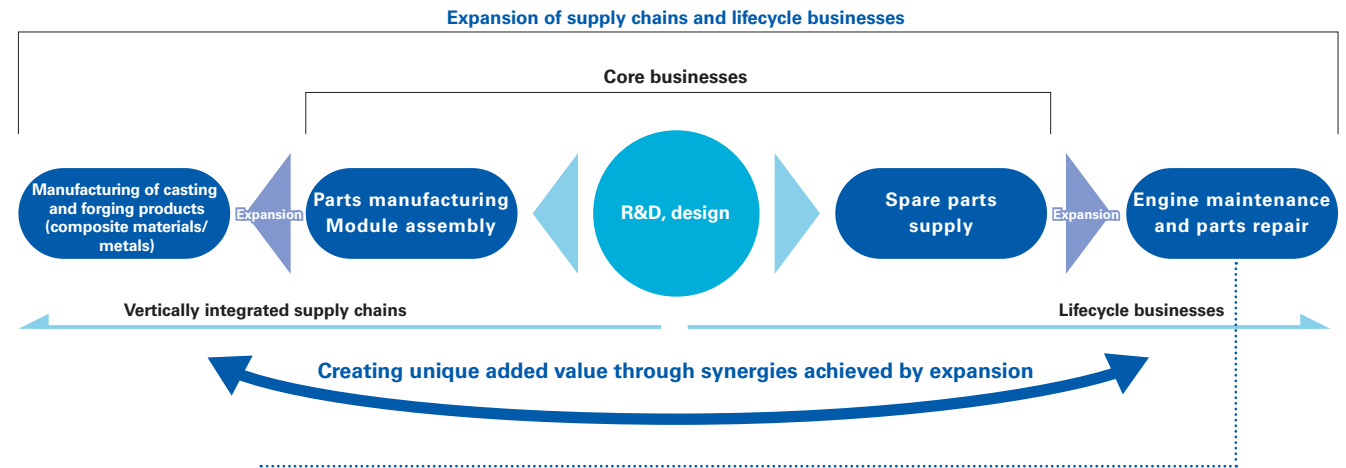 Expansion of supply chains and lifecycle businesses
Core businesses
Manufacturing of casting
and forging products
(composite materials/
metals)
Expansion
Parts manufacturing
Module assembly
R&D, design
Spare parts
supply
Expansion
Engine maintenance
and parts repair
Vertically integrated supply chains
Lifecycle businesses
Creating unique added value through synergies achieved by expansion